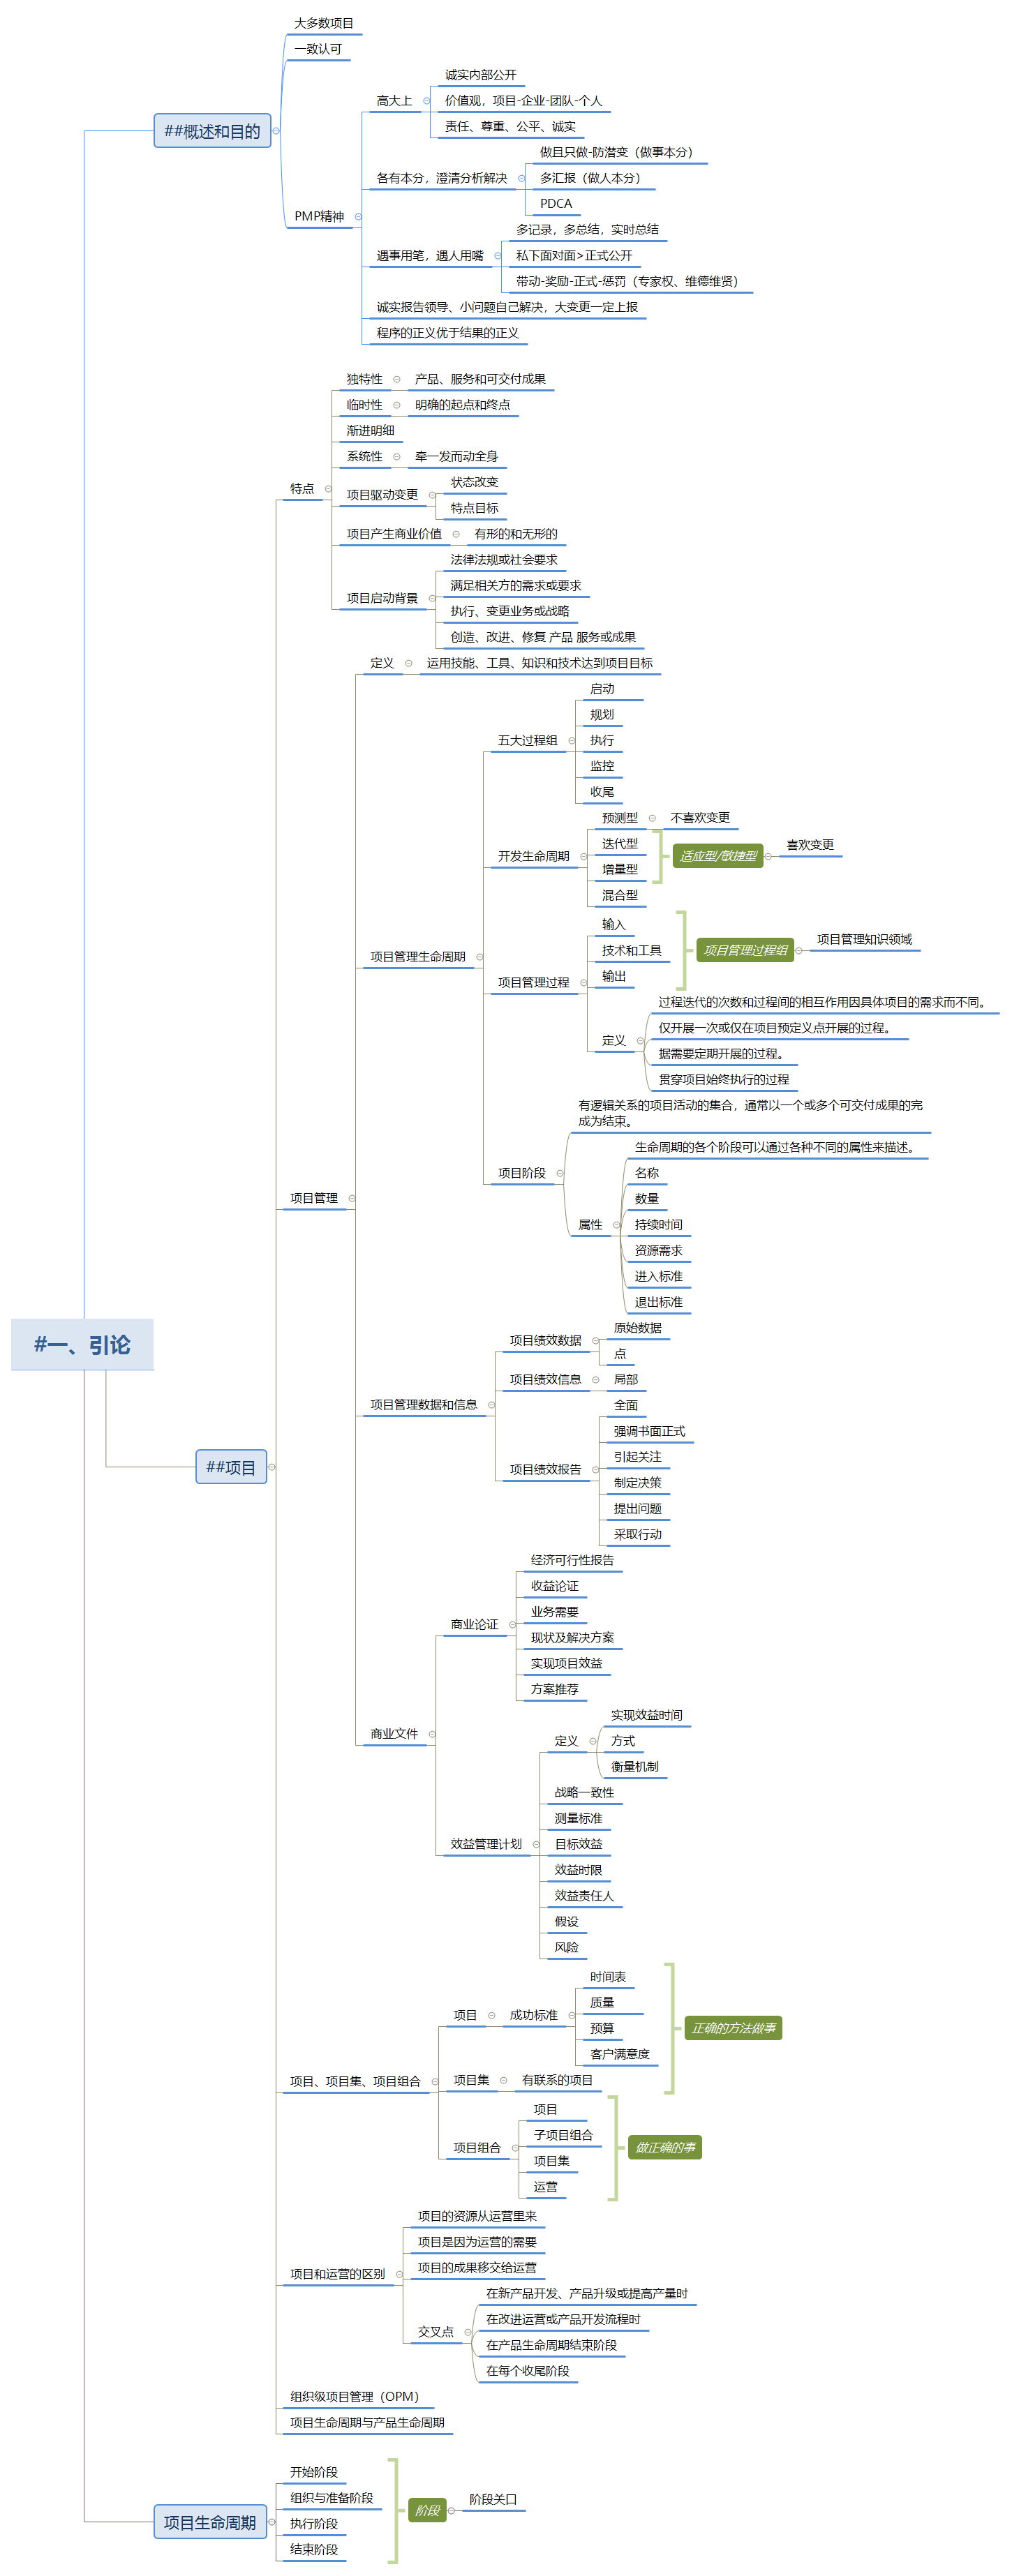 #一、引论
##概述和目的
大多数项目
一致认可
PMP精神
高大上
诚实内部公开
价值观，项目-企业-团队-个人
责任、尊重、公平、诚实
各有本分，澄清分析解决
做且只做-防潜变（做事本分）
多汇报（做人本分）
PDCA
遇事用笔，遇人用嘴
多记录，多总结，实时总结
私下面对面>正式公开
带动-奖励-正式-惩罚（专家权、维德维贤）
诚实报告领导、小问题自己解决，大变更一定上报
程序的正义优于结果的正义
##项目
特点
独特性
产品、服务和可交付成果
临时性
明确的起点和终点
渐进明细
系统性
牵一发而动全身
项目驱动变更
状态改变
特点目标
项目产生商业价值
有形的和无形的
项目启动背景
法律法规或社会要求
满足相关方的需求或要求
执行、变更业务或战略
创造、改进、修复 产品 服务或成果
项目管理
定义
运用技能、工具、知识和技术达到项目目标
项目管理生命周期
五大过程组
启动
规划
执行
监控
收尾
开发生命周期
预测型
不喜欢变更
迭代型
增量型
混合型
适应型/敏捷型
喜欢变更
项目管理过程
输入
技术和工具
输出
项目管理过程组
项目管理知识领域
定义
过程迭代的次数和过程间的相互作用因具体项目的需求而不同。
仅开展一次或仅在项目预定义点开展的过程。
据需要定期开展的过程。
贯穿项目始终执行的过程
项目阶段
有逻辑关系的项目活动的集合，通常以一个或多个可交付成果的完
成为结束。
属性
生命周期的各个阶段可以通过各种不同的属性来描述。
名称
数量
持续时间
资源需求
进入标准
退出标准
项目管理数据和信息
项目绩效数据
原始数据
点
项目绩效信息
局部
项目绩效报告
全面
强调书面正式
引起关注
制定决策
提出问题
采取行动
商业文件
商业论证
经济可行性报告
收益论证
业务需要
现状及解决方案
实现项目效益
方案推荐
效益管理计划
定义
实现效益时间
方式
衡量机制
战略一致性
测量标准
目标效益
效益时限
效益责任人
假设
风险
项目、项目集、项目组合
项目
成功标准
时间表
质量
预算
客户满意度
项目集
有联系的项目
正确的方法做事
项目组合
项目
子项目组合
项目集
运营
做正确的事
项目和运营的区别
项目的资源从运营里来
项目是因为运营的需要
项目的成果移交给运营
交叉点
在新产品开发、产品升级或提高产量时
在改进运营或产品开发流程时
在产品生命周期结束阶段
在每个收尾阶段
组织级项目管理（OPM）
项目生命周期与产品生命周期
项目生命周期
开始阶段
组织与准备阶段
执行阶段
结束阶段
阶段
阶段关口